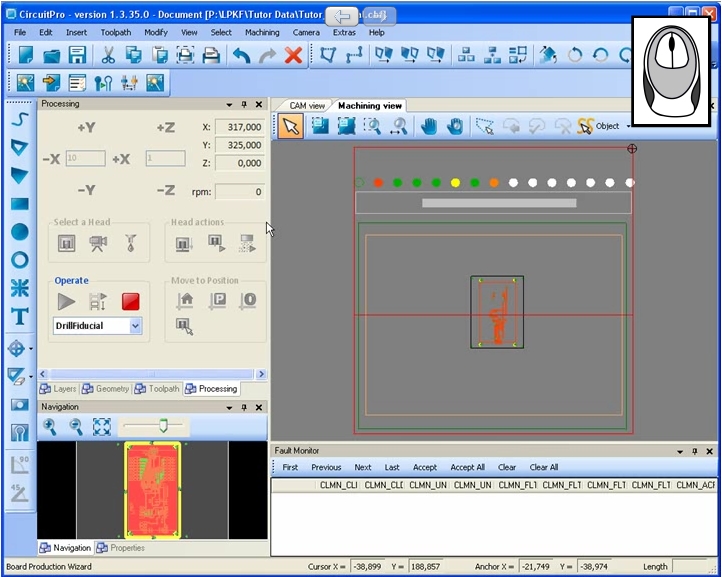 CircuitPro - version 1.3.35.0 - Document [P:\LPKF\Tutor Data\Tutor
File Edit Insert Toolpath Modify View Select Machining Camera Extras Help
Processing
CAM view Machining view
Object
+Y +Z X: 317,000
Y: 325,000
-X 10 +X 1 Z: 0,000
-Y -Z rpm: 0
Select a Head Head actions
Operate Move to Position
DrillFiducial
Layers Geometry Toolpath Processing
Navigation
Fault Monitor
First Previous Next Last Accept Accept All Clear Clear All
CLMN_CLI CLMN_CLI CLMN_UN CLMN_UN CLMN_FLT CLMN_FLT CLMN_FLT CLMN_FLT CLMN_ACF
T
90
45
Navigation Properties
Board Production Wizard Cursor X = -38,899 Y = 188,857 Anchor X = -21,749 Y = -38,974 Length